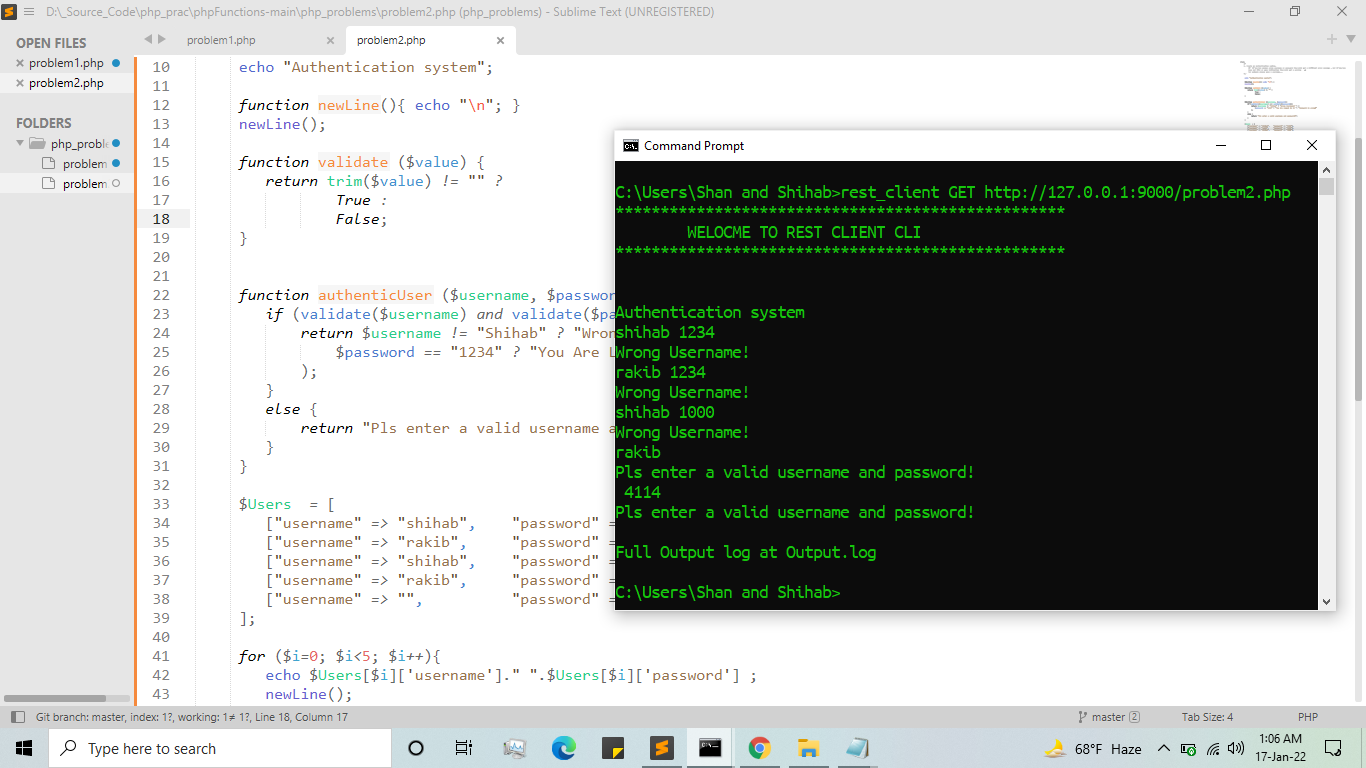 D:\_Source_Code\php_prac\phpFunctions-main\php_problems\problem2.php (php_problems) - Sublime Text (UNREGISTERED)
OPEN FILES
problem1.php
problem2.php
FOLDERS
php_probl
problem
problem
problem1.php
problem2.php
10 echo "Authentication system";
11
12 function newLine(){ echo "\n"; }
13 newLine();
14
15 function validate ($value) {
16 return trim($value) != "" ?
17 True :
18 False;
19 }
20
21
22 function authenticUser ($username, $passwor
23 if (validate($username) and validate($pa
24 return $username != "Shihab" ? "Wron
25 $password == "1234" ? "You Are L
26 );
27 }
28 else {
29 return "Pls enter a valid username a
30 }
31 }
32
33 $Users = [
34 ["username" => "shihab", "password" =
35 ["username" => "rakib", "password" =
36 ["username" => "shihab", "password" =
37 ["username" => "rakib", "password" =
38 ["username" => "", "password" =
39 ];
40
41 for ($i=0; $i<5; $i++){
42 echo $Users[$i]['username']." ".$Users[$i]['password'] ;
43 newLine();
Command Prompt
C:\Users\Shan and Shihab>rest_client GET http://127.0.0.1:9000/problem2.php
**************************************************
WELOCME TO REST CLIENT CLI
**************************************************
Authentication system
shihab 1234
Wrong Username!
rakib 1234
Wrong Username!
shihab 1000
Wrong Username!
rakib
Pls enter a valid username and password!
4114
Pls enter a valid username and password!
Full Output log at Output.log
C:\Users\Shan and Shihab>
Git branch: master, index: 1?, working: 1≠ 1?, Line 18, Column 17
master 2
Tab Size: 4
PHP
Type here to search
68°F Haze
1:06 AM
17-Jan-22